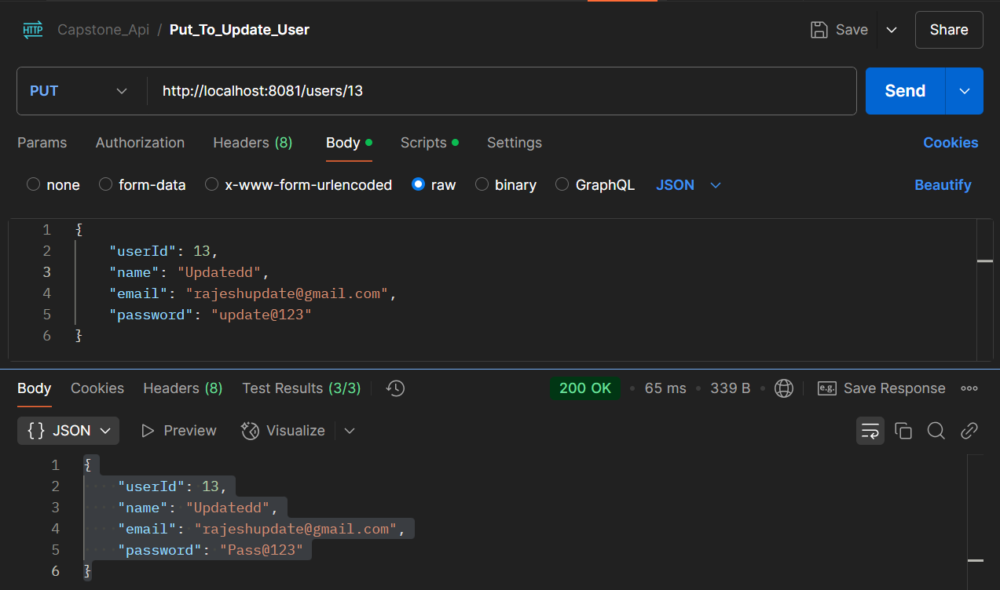 HTTP Capstone_Api / Put_To_Update_User Save Share
PUT http://localhost:8081/users/13 Send
Params Authorization Headers (8) Body Scripts Settings Cookies
none form-data x-www-form-urlencoded raw binary GraphQL JSON Beautify
1 {
2 "userId": 13,
3 "name": "Updatedd",
4 "email": "rajeshupdate@gmail.com",
5 "password": "update@123"
6 }
Body Cookies Headers (8) Test Results (3/3) 200 OK • 65 ms • 339 B • e.g. Save Response
{} JSON Preview Visualize
1 {
2 "userId": 13,
3 "name": "Updatedd",
4 "email": "rajeshupdate@gmail.com",
5 "password": "Pass@123"
6 }